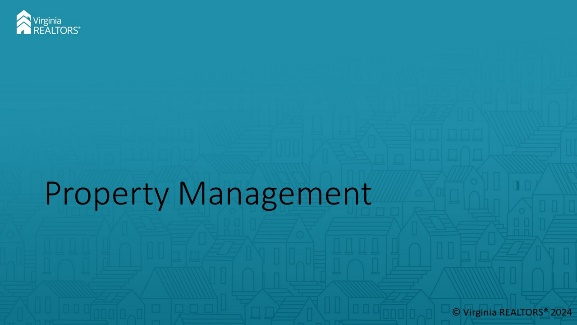 Virginia
REALTORS®
Property Management
© Virginia REALTORS® 2024